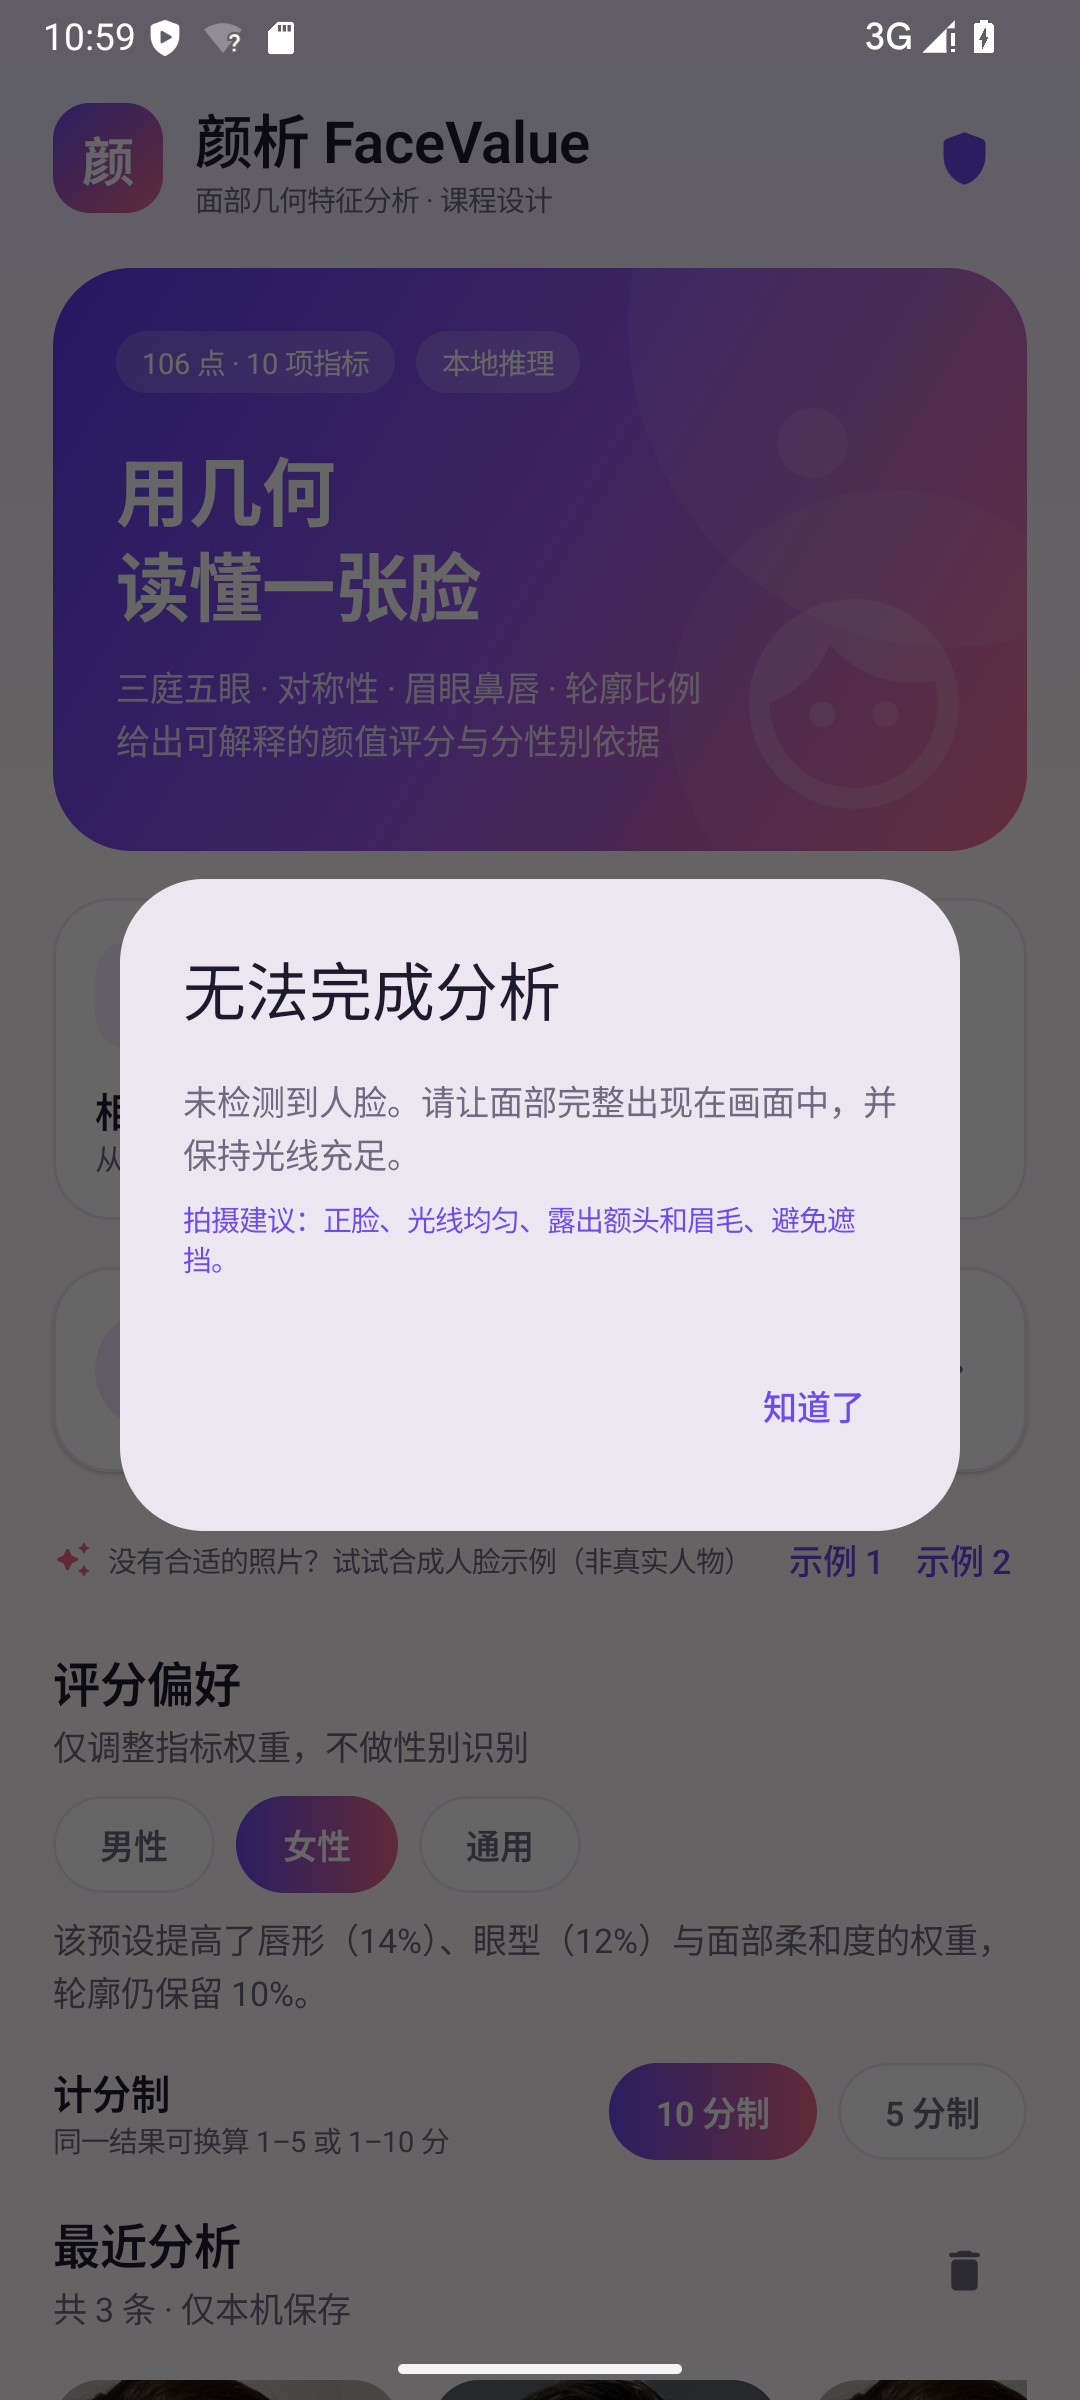 10:59
?
3G
颜
颜析 FaceValue
面部几何特征分析 · 课程设计
106 点 · 10 项指标
本地推理
用几何
读懂一张脸
三庭五眼 · 对称性 · 眉眼鼻唇 · 轮廓比例
给出可解释的颜值评分与分性别依据
无法完成分析
未检测到人脸。请让面部完整出现在画面中，并
保持光线充足。
拍摄建议：正脸、光线均匀、露出额头和眉毛、避免遮
挡。
知道了
从
没有合适的照片？试试合成人脸示例（非真实人物）
示例 1
示例 2
评分偏好
仅调整指标权重，不做性别识别
男性
女性
通用
该预设提高了唇形（14%）、眼型（12%）与面部柔和度的权重，
轮廓仍保留 10%。
计分制
同一结果可换算 1–5 或 1–10 分
10 分制
5 分制
最近分析
共 3 条 · 仅本机保存